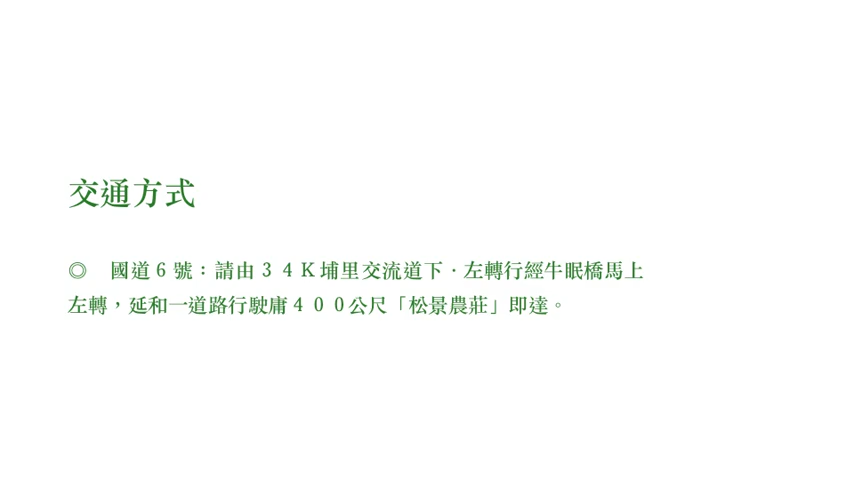 交通方式
◎　國道６號：請由３４Ｋ埔里交流道下．左轉行經牛眠橋馬上
左轉，延和一道路行駛庸４００公尺「松景農莊」即達。